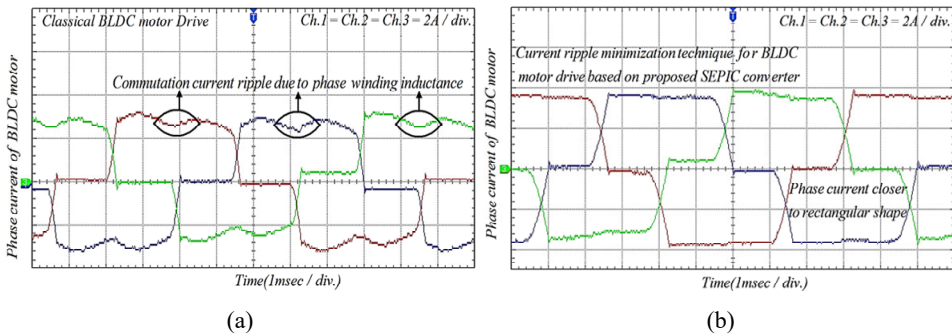 Classical BLDC motor Drive
Ch.1 = Ch.2 = Ch.3 = 2A / div.
Commutation current ripple due to phase winding inductance
Phase current of BLDC motor
Time(1msec / div.)
(a)
Ch.1 = Ch.2 = Ch.3 = 2A / div.
Current ripple minimization technique for BLDC
motor drive based on proposed SEPIC converter
Phase current closer
to rectangular shape
Phase current of BLDC motor
Time(1msec / div.)
(b)